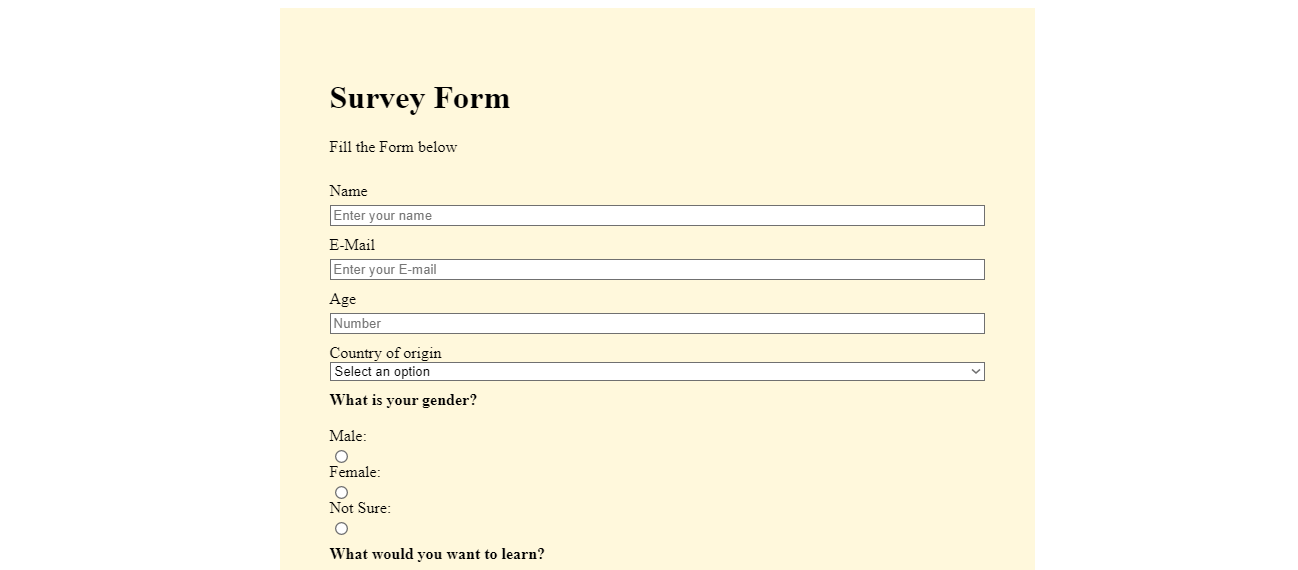 Survey Form
Fill the Form below
Name
Enter your name
E-Mail
Enter your E-mail
Age
Number
Country of origin
Select an option
What is your gender?
Male:
Female:
Not Sure:
What would you want to learn?